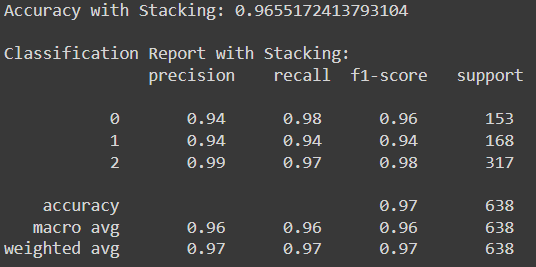 Accuracy with Stacking: 0.9655172413793104
Classification Report with Stacking:
precision recall f1-score support
0 0.94 0.98 0.96 153
1 0.94 0.94 0.94 168
2 0.99 0.97 0.98 317
accuracy 0.97 638
macro avg 0.96 0.96 0.96 638
weighted avg 0.97 0.97 0.97 638